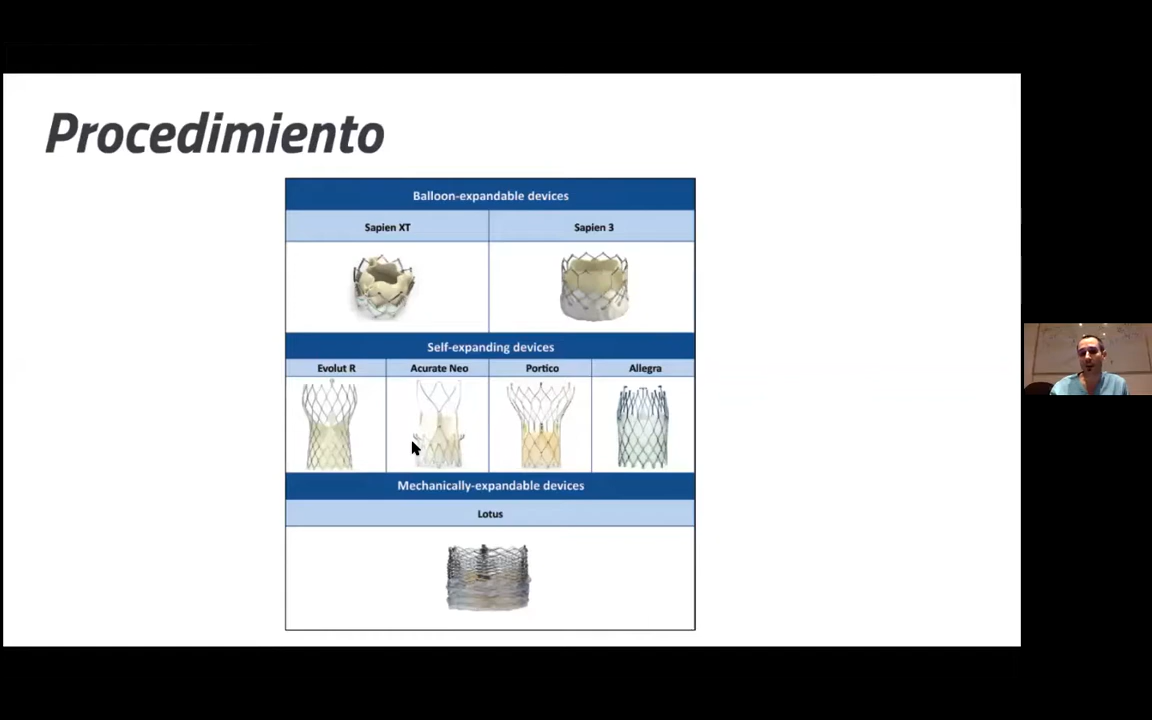 Procedimiento
Balloon-expandable devices
Sapien XT
Sapien 3
Self-expanding devices
Evolut R
Acurate Neo
Portico
Allegra
Mechanically-expandable devices
Lotus